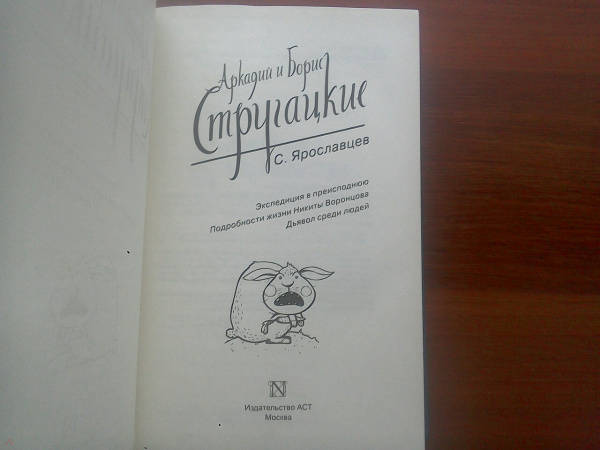 Аркадий и Борис
Стругацкие
С. Ярославцев
Экспедиция в преисподнюю
Подробности жизни Никиты Воронцова
Дьявол среди людей
Издательство АСТ
Москва